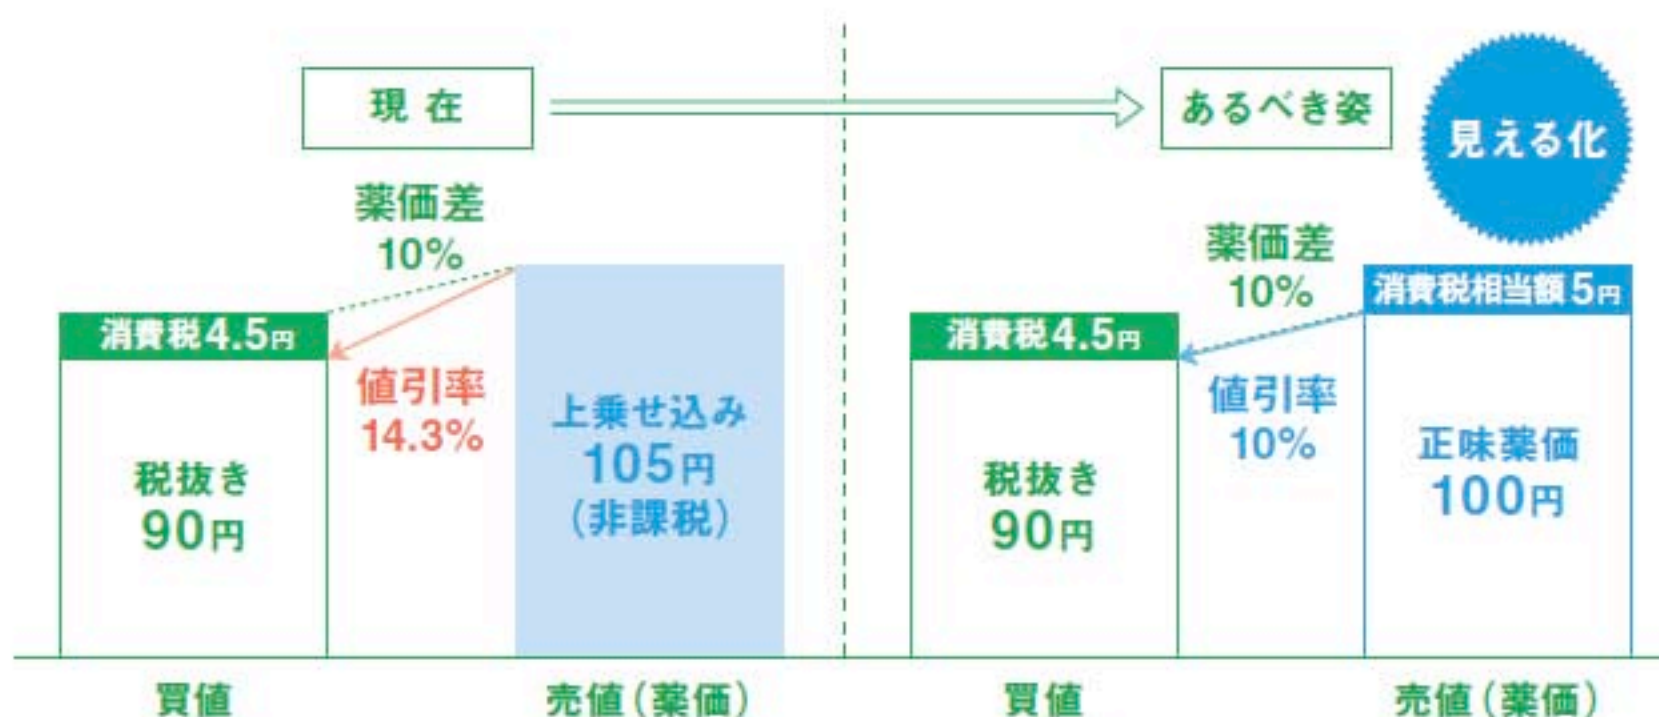 現在
あるべき姿
見える化
薬価差
10%
消費税4.5円
値引率
14.3%
税抜き
90円
上乗せ込み
105円
(非課税)
買値
売値(薬価)
薬価差
10%
消費税相当額5円
消費税4.5円
値引率
10%
税抜き
90円
正味薬価
100円
買値
売値(薬価)